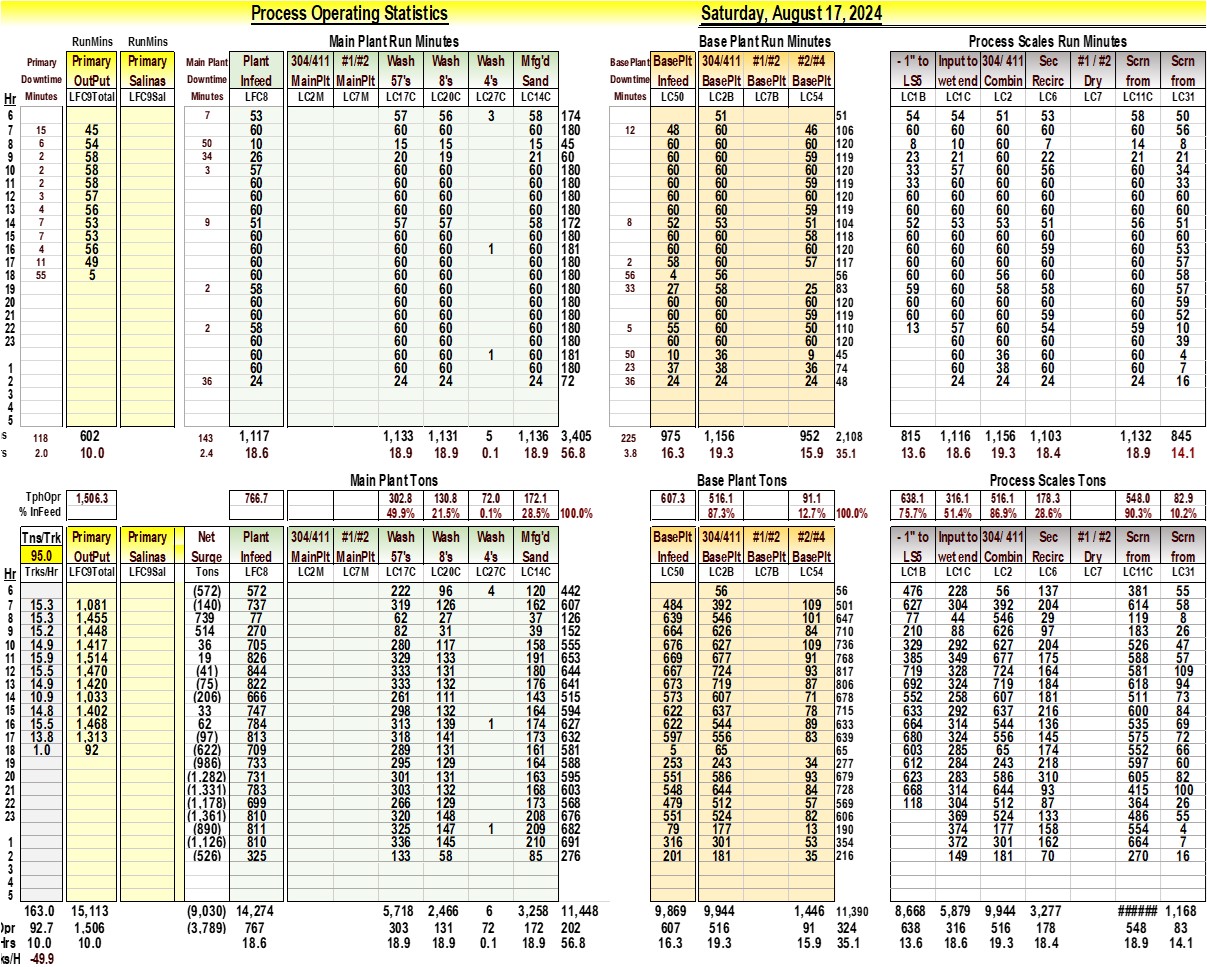 Process Operating Statistics Saturday, August 17, 2024
RunMins RunMins Main Plant Run Minutes Base Plant Run Minutes Process Scales Run Minutes
Primary Primary Primary Main Plant Plant 304/411 #1/#2 Wash Wash Wash Mfg'd Base Plant BasePlt 304/411 #1/#2 #2/#4 - 1" to Input to 304/ 411 Sec #1 / #2 Scrn Scrn
Downtime OutPut Salinas Downtime Infeed MainPlt MainPlt 57's 8's 4's Sand Downtime Infeed BasePlt BasePlt BasePlt LS5 wet end Combin Recirc Dry from from
Hr Minutes LFC9Total LFC9Sal Minutes LFC8 LC2M LC7M LC17C LC20C LC27C LC14C Minutes LC50 LC2B LC7B LC54 LC1B LC1C LC2 LC6 LC7 LC11C LC31
6 7 53 57 56 3 58 174 51 51 54 54 51 53 58 50
7 15 45 60 60 60 60 180 12 48 60 46 106 60 60 60 60 60 56
8 6 54 50 10 15 15 15 45 60 60 60 120 8 10 60 7 14 8
9 2 58 34 26 20 19 21 60 60 60 59 119 23 21 60 22 21 21
10 2 58 3 57 60 60 60 180 60 60 60 120 33 57 60 56 60 34
11 2 58 60 60 60 60 180 60 60 59 119 33 60 60 60 60 33
12 3 57 60 60 60 60 180 60 60 60 120 60 60 60 60 60 60
13 4 56 60 60 60 60 180 60 60 59 119 60 60 60 60 60 60
14 7 53 9 51 57 57 58 172 8 52 53 51 104 52 53 53 51 56 51
15 7 53 60 60 60 60 180 60 60 58 118 60 60 60 60 60 60
16 4 56 60 60 60 1 60 181 60 60 60 120 60 60 60 59 60 53
17 11 49 60 60 60 60 180 2 58 60 57 117 60 60 60 60 60 57
18 55 5 60 60 60 60 180 56 4 56 56 60 60 56 60 60 58
19 2 58 60 60 60 180 33 27 58 25 83 59 60 58 58 60 57
20 60 60 60 60 180 60 60 60 120 60 60 60 60 60 59
21 60 60 60 60 180 60 60 59 119 60 60 60 59 60 52
22 2 58 60 60 60 180 5 55 60 50 110 13 57 60 54 59 10
23 60 60 60 60 180 60 60 60 120 60 60 60 60 39
60 60 60 1 60 181 50 10 36 9 45 60 36 60 60 4
1 60 60 60 60 180 23 37 38 36 74 60 38 60 60 7
2 36 24 24 24 24 72 36 24 24 24 48 24 24 24 24 16
3
4
5
s 118 602 143 1,117 1,133 1,131 5 1,136 3,405 225 975 1,156 952 2,108 815 1,116 1,156 1,103 1,132 845
's 2.0 10.0 2.4 18.6 18.9 18.9 0.1 18.9 56.8 3.8 16.3 19.3 15.9 35.1 13.6 18.6 19.3 18.4 18.9 14.1
Main Plant Tons Base Plant Tons Process Scales Tons
TphOpr 1,506.3 766.7 302.8 130.8 72.0 172.1 607.3 516.1 91.1 638.1 316.1 516.1 178.3 548.0 82.9
% InFeed 49.9% 21.5% 0.1% 28.5% 100.0% 87.3% 12.7% 100.0% 75.7% 51.4% 86.9% 28.6% 90.3% 10.2%
Tns/Trk Primary Primary Net Plant 304/411 #1/#2 Wash Wash Wash Mfg'd BasePlt 304/411 #1/#2 #2/#4 - 1" to Input to 304/ 411 Sec #1 / #2 Scrn Scrn
95.0 OutPut Salinas Surge Infeed MainPlt MainPlt 57's 8's 4's Sand Infeed BasePlt BasePlt BasePlt LS5 wet end Combin Recirc Dry from from
Hr Trks/Hr LFC9Total LFC9Sal Tons LFC8 LC2M LC7M LC17C LC20C LC27C LC14C LC50 LC2B LC7B LC54 LC1B LC1C LC2 LC6 LC7 LC11C LC31
6 (572) 572 222 96 4 120 442 56 56 476 228 56 137 381 55
7 15.3 1,081 (140) 737 319 126 162 607 484 392 109 501 627 304 392 204 614 58
8 15.3 1,455 739 77 62 27 37 126 639 546 101 647 77 44 546 29 119 8
9 15.2 1,448 514 270 82 31 39 152 664 626 84 710 210 88 626 97 183 26
10 14.9 1,417 36 705 280 117 158 555 676 627 109 736 329 292 627 204 526 47
11 15.9 1,514 19 826 329 133 191 653 669 677 91 768 385 349 677 175 588 57
12 15.5 1,470 (41) 844 333 131 180 644 667 724 93 817 719 328 724 164 581 109
13 14.9 1,420 (75) 822 333 132 176 641 673 719 87 806 692 324 719 184 618 94
14 10.9 1,033 (206) 666 261 111 143 515 573 607 71 678 552 258 607 181 511 73
15 14.8 1,402 33 747 298 132 164 594 622 637 78 715 633 292 637 216 600 84
16 15.5 1,468 62 784 313 139 1 174 627 622 544 89 633 664 314 544 136 535 69
17 13.8 1,313 (97) 813 318 141 173 632 597 556 83 639 680 324 556 145 575 72
18 1.0 92 (622) 709 289 131 161 581 5 65 65 603 285 65 174 552 66
19 (986) 733 295 129 164 588 253 243 34 277 612 284 243 218 597 60
20 (1,282) 731 301 131 163 595 551 586 93 679 623 283 586 310 605 82
21 (1,331) 783 303 132 168 603 548 644 84 728 668 314 644 93 415 100
22 (1,178) 699 266 129 173 568 479 512 57 569 118 304 512 87 364 26
23 (1,361) 810 320 148 208 676 551 524 82 606 369 524 133 486 55
(890) 811 325 147 1 209 682 79 177 13 190 374 177 158 554 4
1 (1,126) 810 336 145 210 691 316 301 53 354 372 301 162 664 7
2 (526) 325 133 58 85 276 201 181 35 216 149 181 70 270 16
3
4
5
163.0 15,113 (9,030) 14,274 5,718 2,466 6 3,258 11,448 9,869 9,944 1,446 11,390 8,668 5,879 9,944 3,277 ###### 1,168
Opr 92.7 1,506 (3,789) 767 303 131 72 172 202 607 516 91 324 638 316 516 178 548 83
Hrs 10.0 10.0 18.6 18.9 18.9 0.1 18.9 56.8 16.3 19.3 15.9 35.1 13.6 18.6 19.3 18.4 18.9 14.1
ks/H -49.9